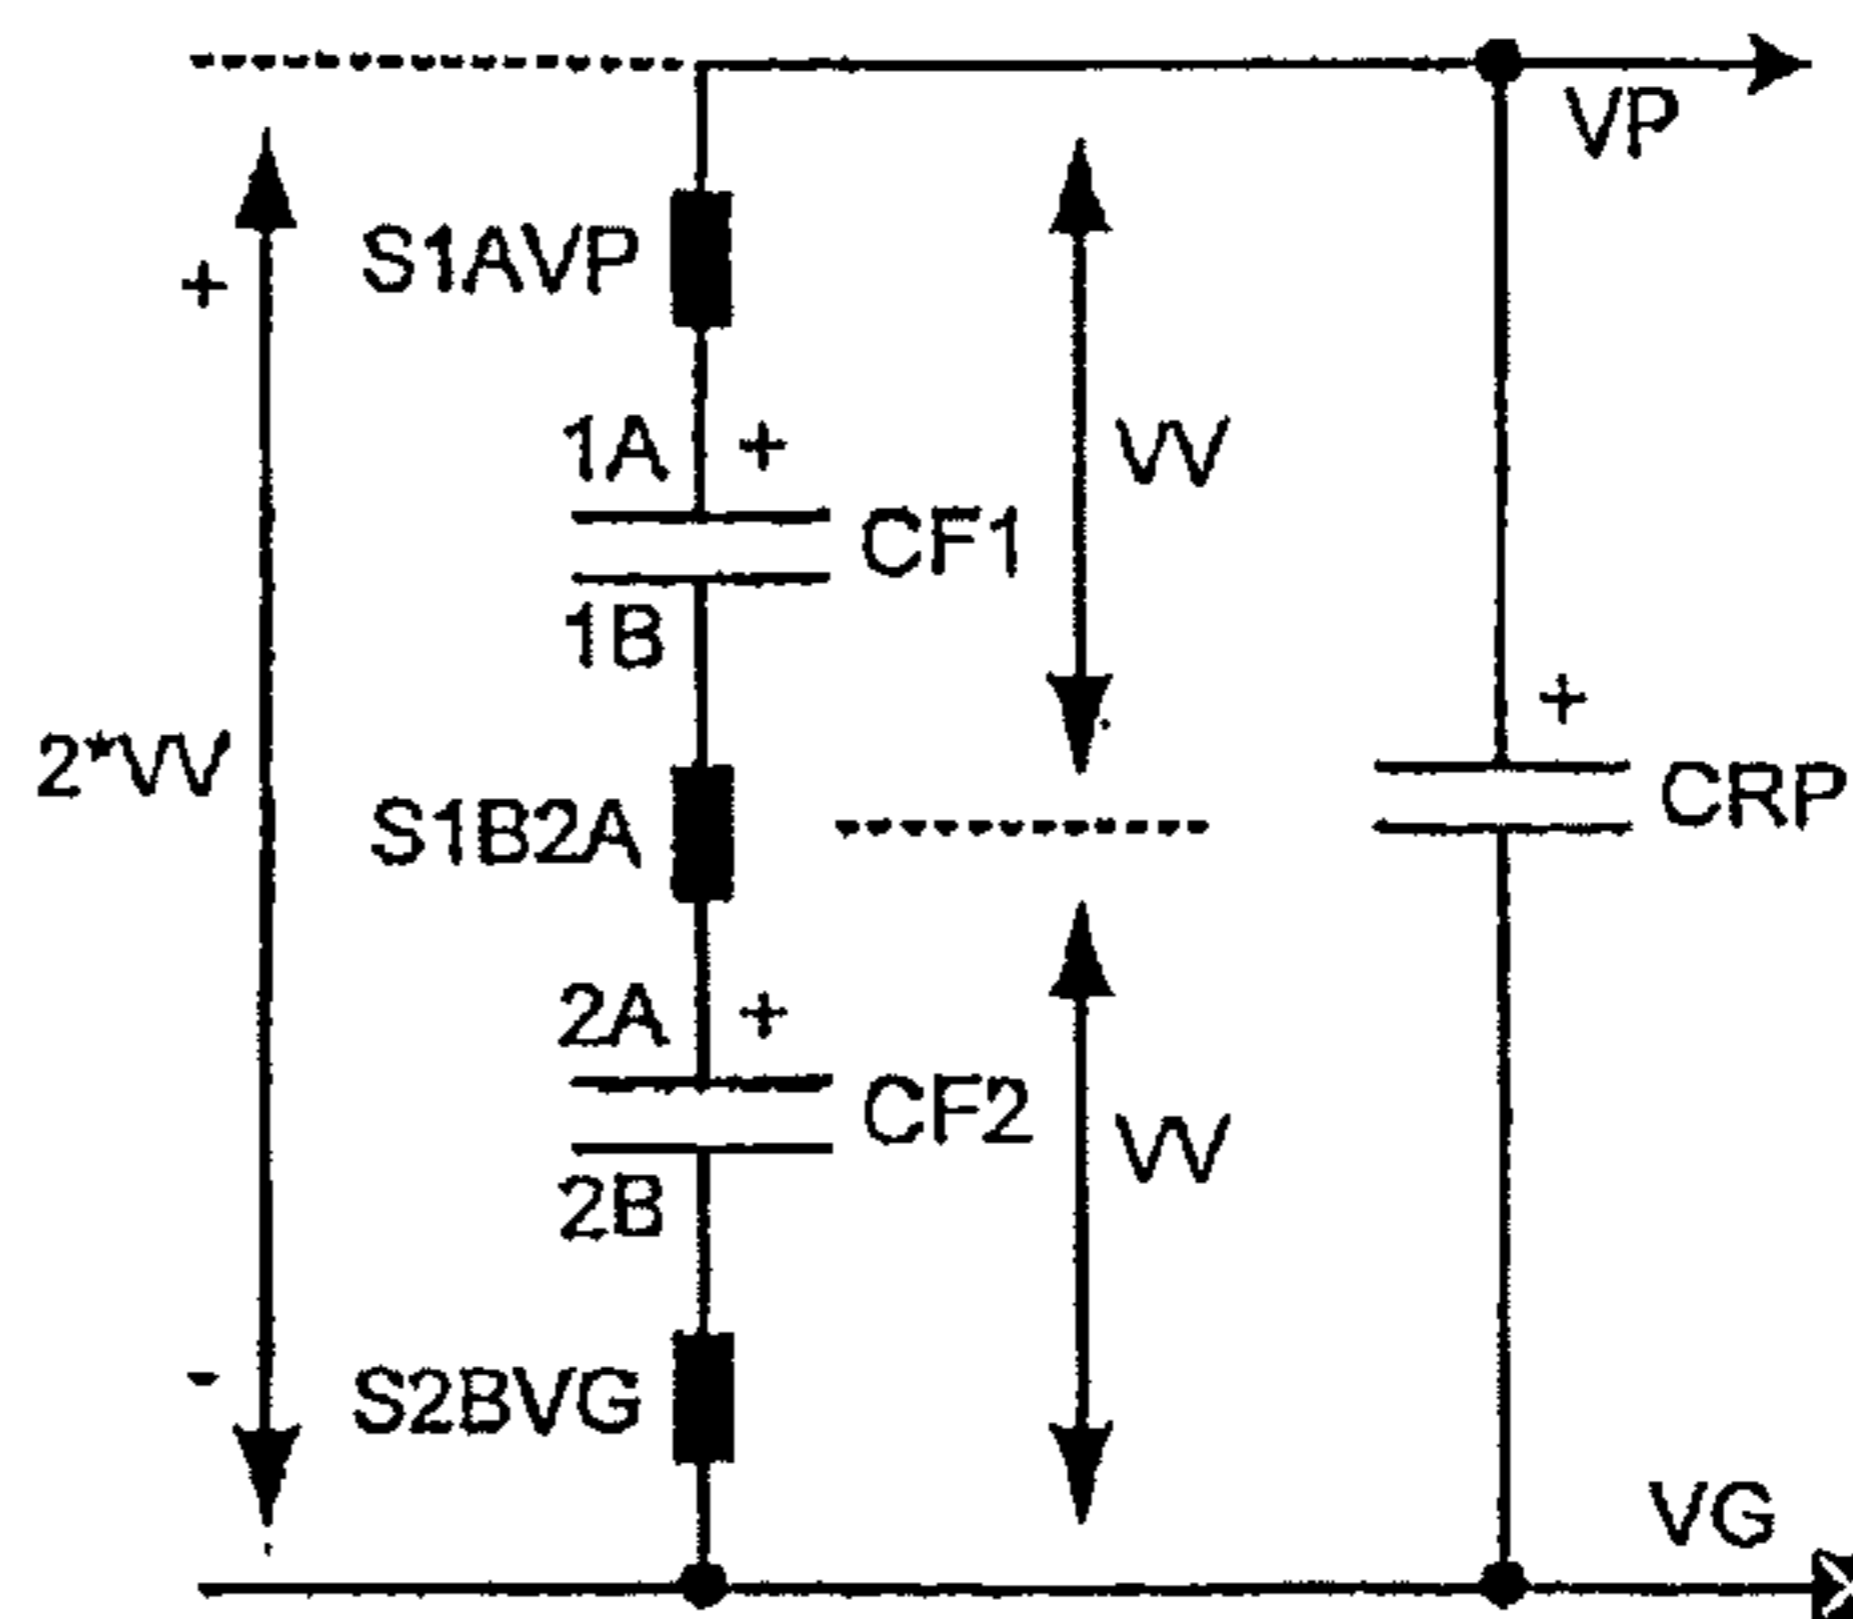 VP
+
S1AVP
1A +
VV
CF1
1B
+
2*VV
CRP
S1B2A
2A +
CF2
VV
2B
-
S2BVG
VG